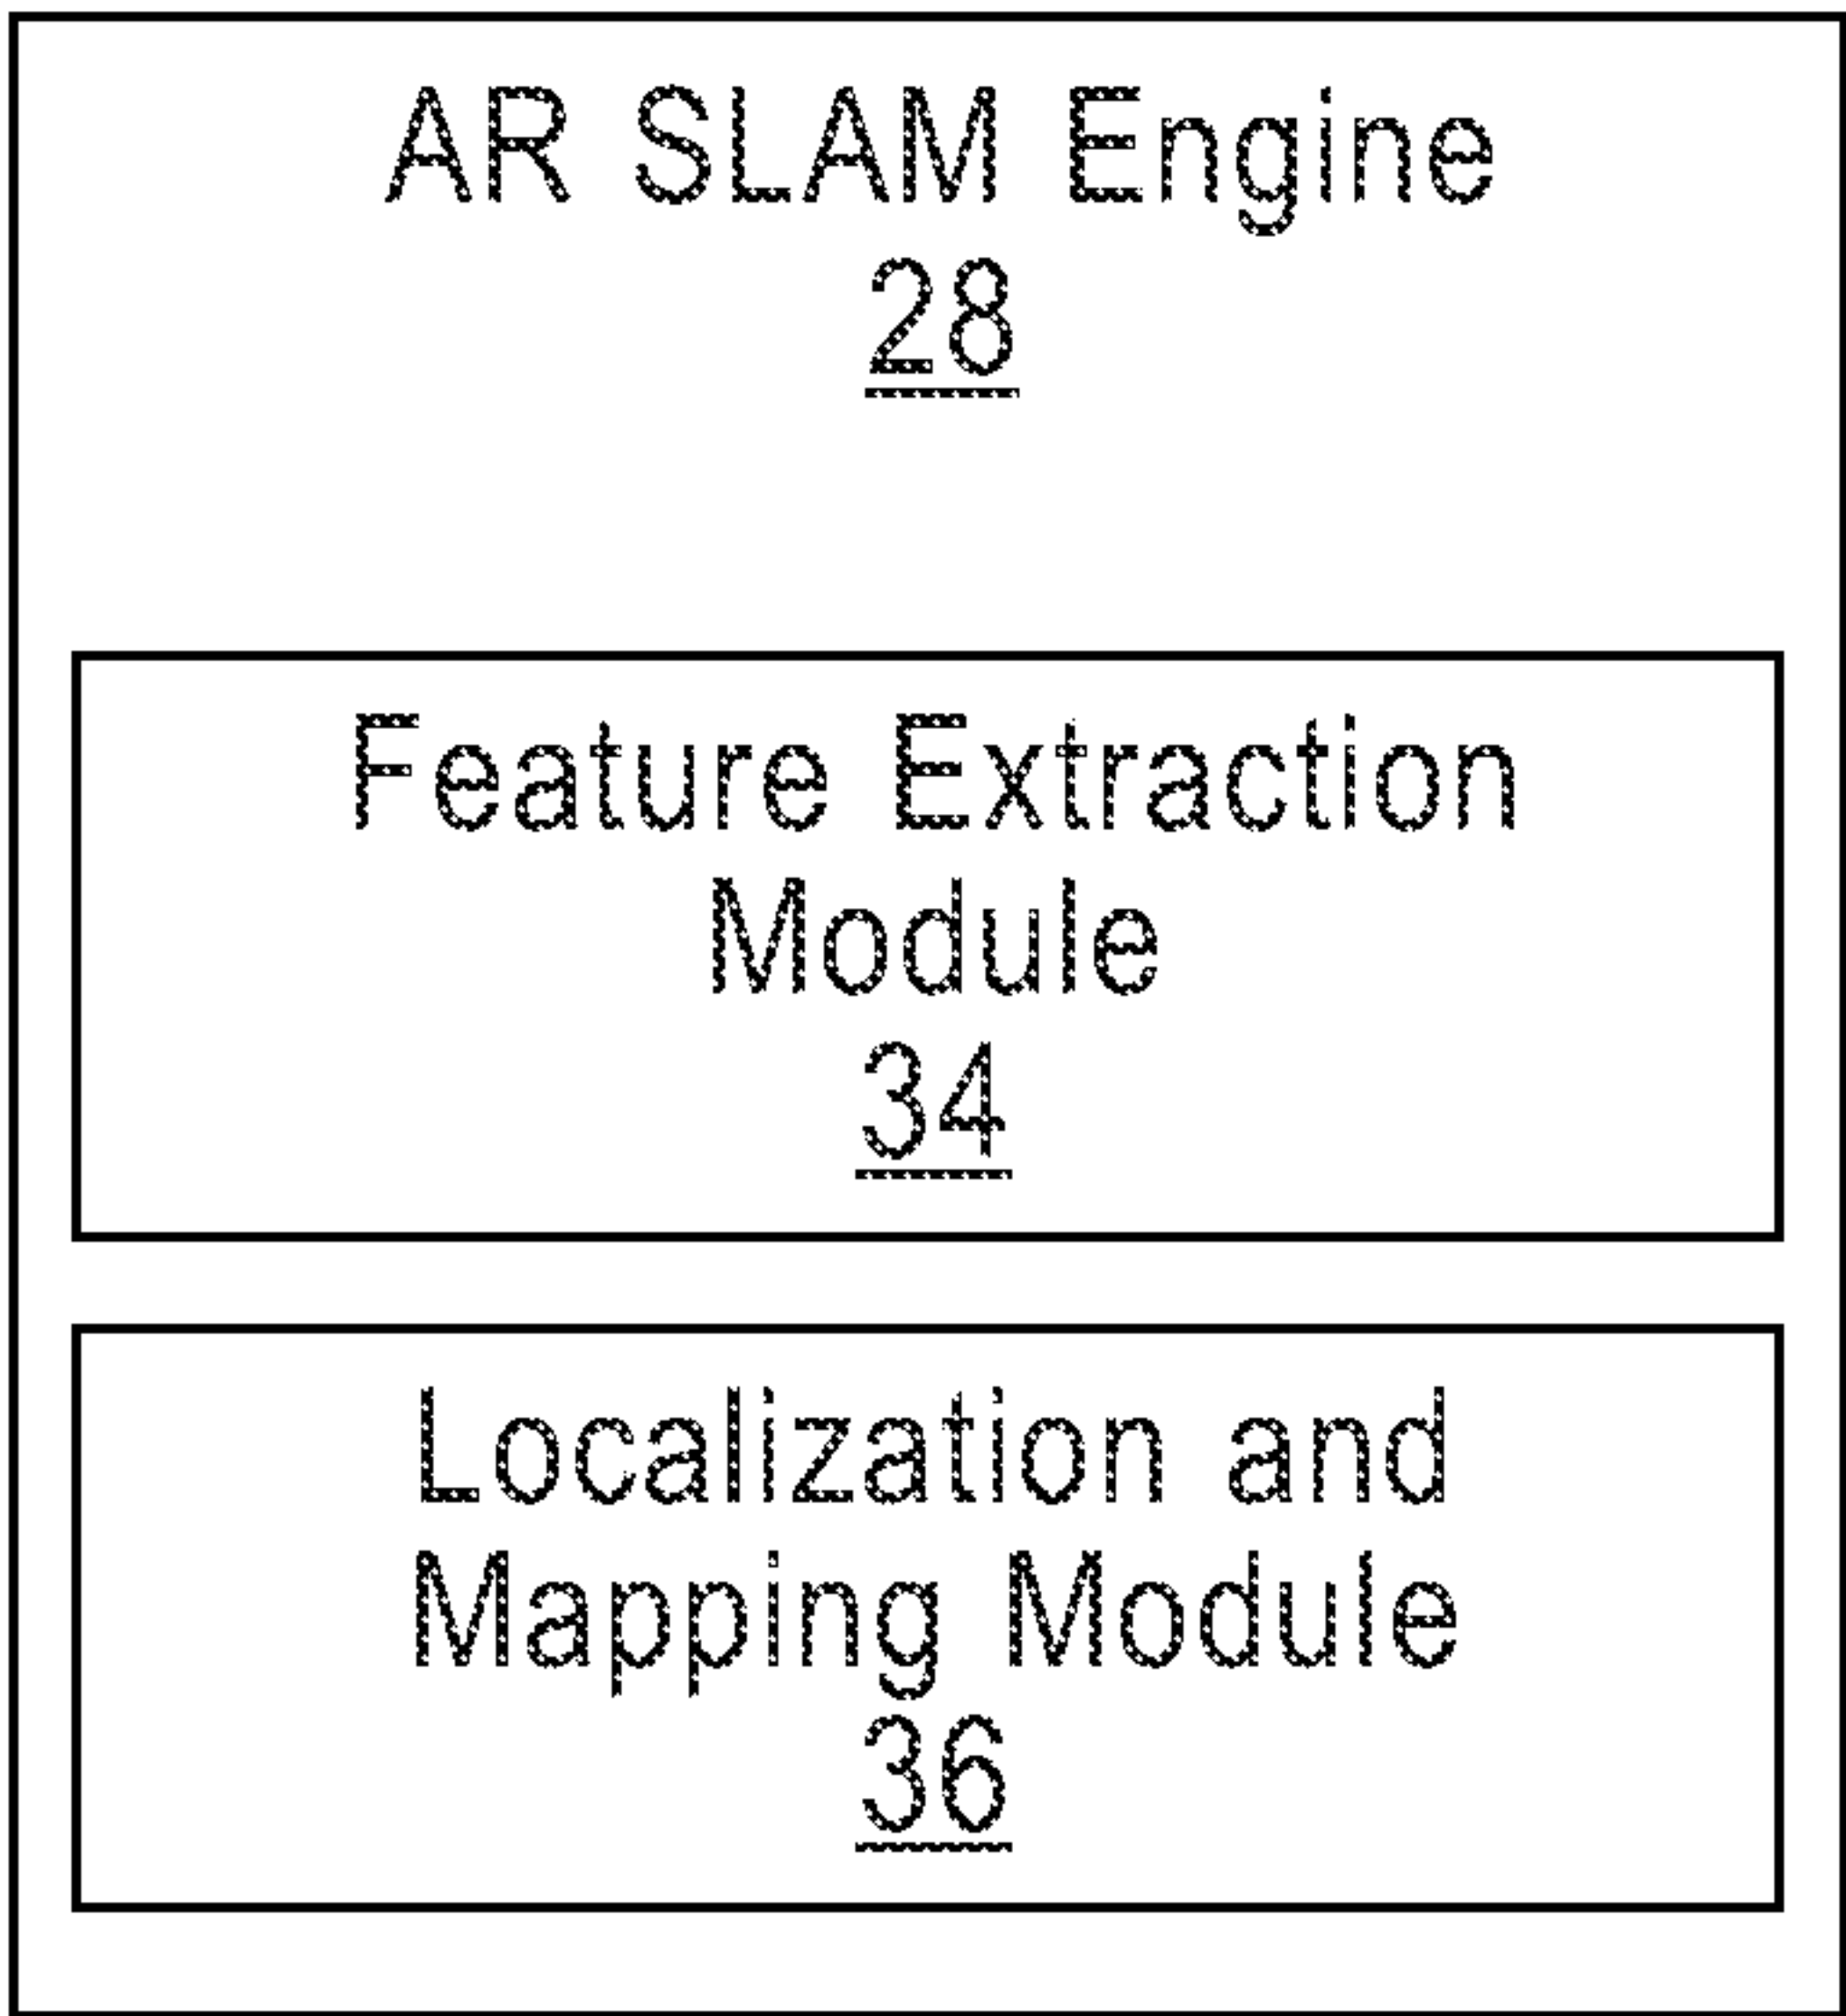 AR SLAM Engine
28
Feature Extraction
Module
34
Localization and
Mapping Module
36